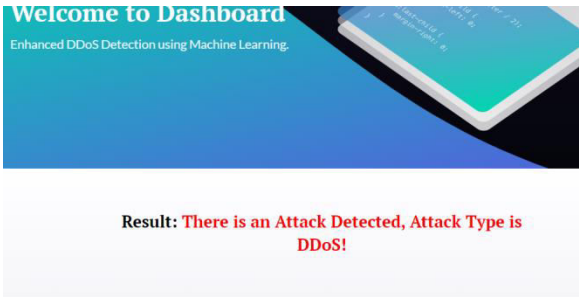 Welcome to Dashboard
Enhanced DDoS Detection using Machine Learning.
Result: There is an Attack Detected, Attack Type is
DDoS!